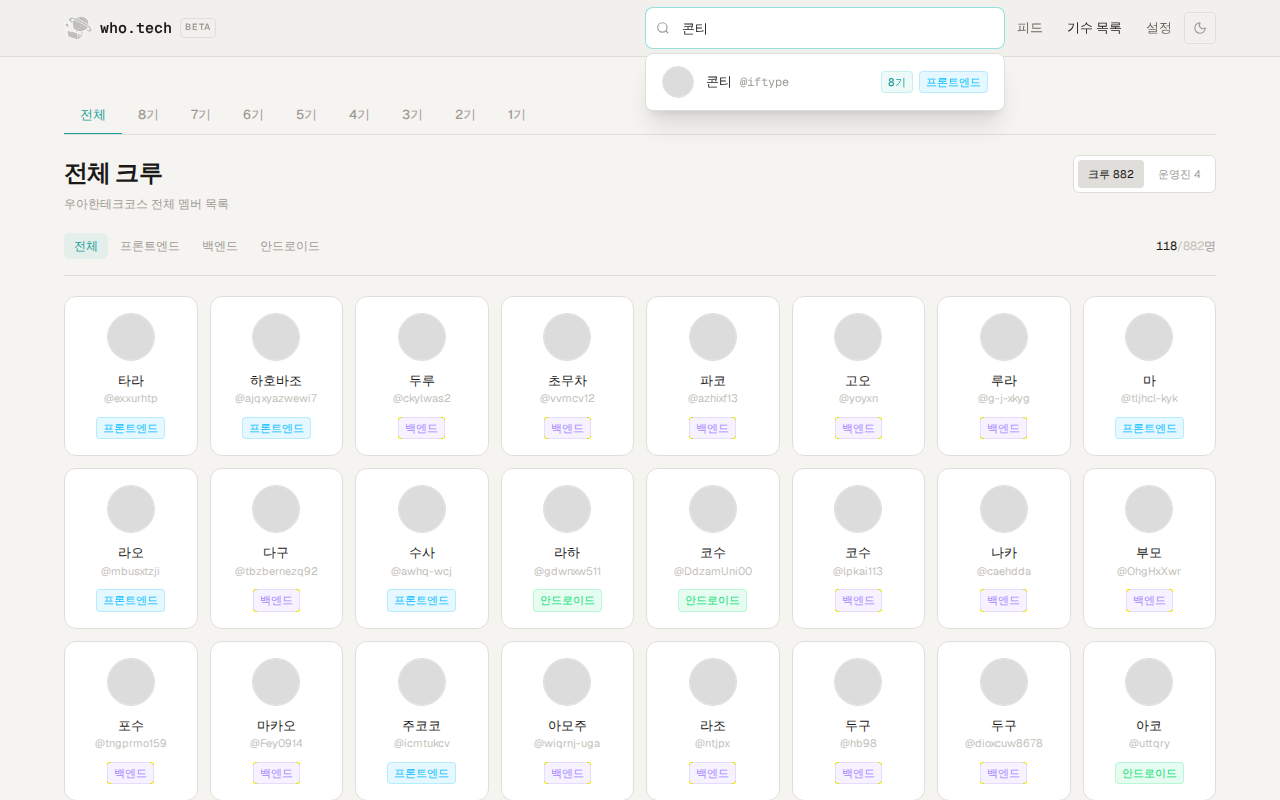 who.tech BETA
콘티
피드 기수 목록 설정
콘티 @iftype 8기 프론트엔드
전체 8기 7기 6기 5기 4기 3기 2기 1기
전체 크루
크루 882 운영진 4
우아한테크코스 전체 멤버 목록
전체 프론트엔드 백엔드 안드로이드
118/882명
타라 하호바조 두루 초무차 파코 고오 루라 마
@exxurhtp @ajqxyazwewi7 @ckylwas2 @vvmcv12 @azhixf13 @yoyxn @g-j-xkyg @tljhcl-kyk
프론트엔드 프론트엔드 백엔드 백엔드 백엔드 백엔드 백엔드 프론트엔드
라오 다구 수사 라하 코수 코수 나카 부모
@mbusxtzji @tbzbernezq92 @awhq-wcj @gdwnxw511 @DdzamUni00 @lpkai113 @caehdda @OhgHxXwr
프론트엔드 백엔드 프론트엔드 안드로이드 안드로이드 백엔드 백엔드 백엔드
포수 마카오 주코코 아모주 라조 두구 두구 아코
@tngprmo159 @Fey0914 @icmtukcv @wiqrnj-uga @ntjpx @hb98 @dioxcuw8678 @uttqry
백엔드 백엔드 프론트엔드 백엔드 백엔드 백엔드 백엔드 안드로이드